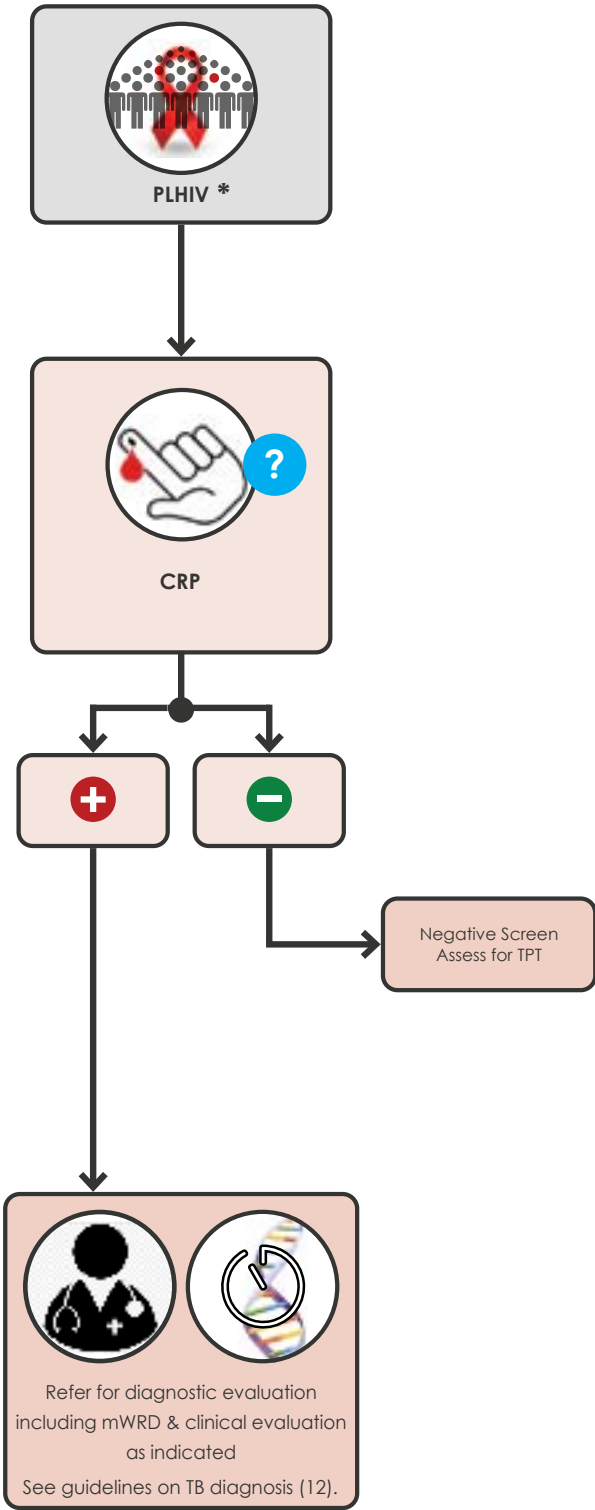 PLHIV *
?
CRP
+
−
Negative Screen
Assess for TPT
Refer for diagnostic evaluation
including mWRD & clinical evaluation
as indicated
See guidelines on TB diagnosis (12).